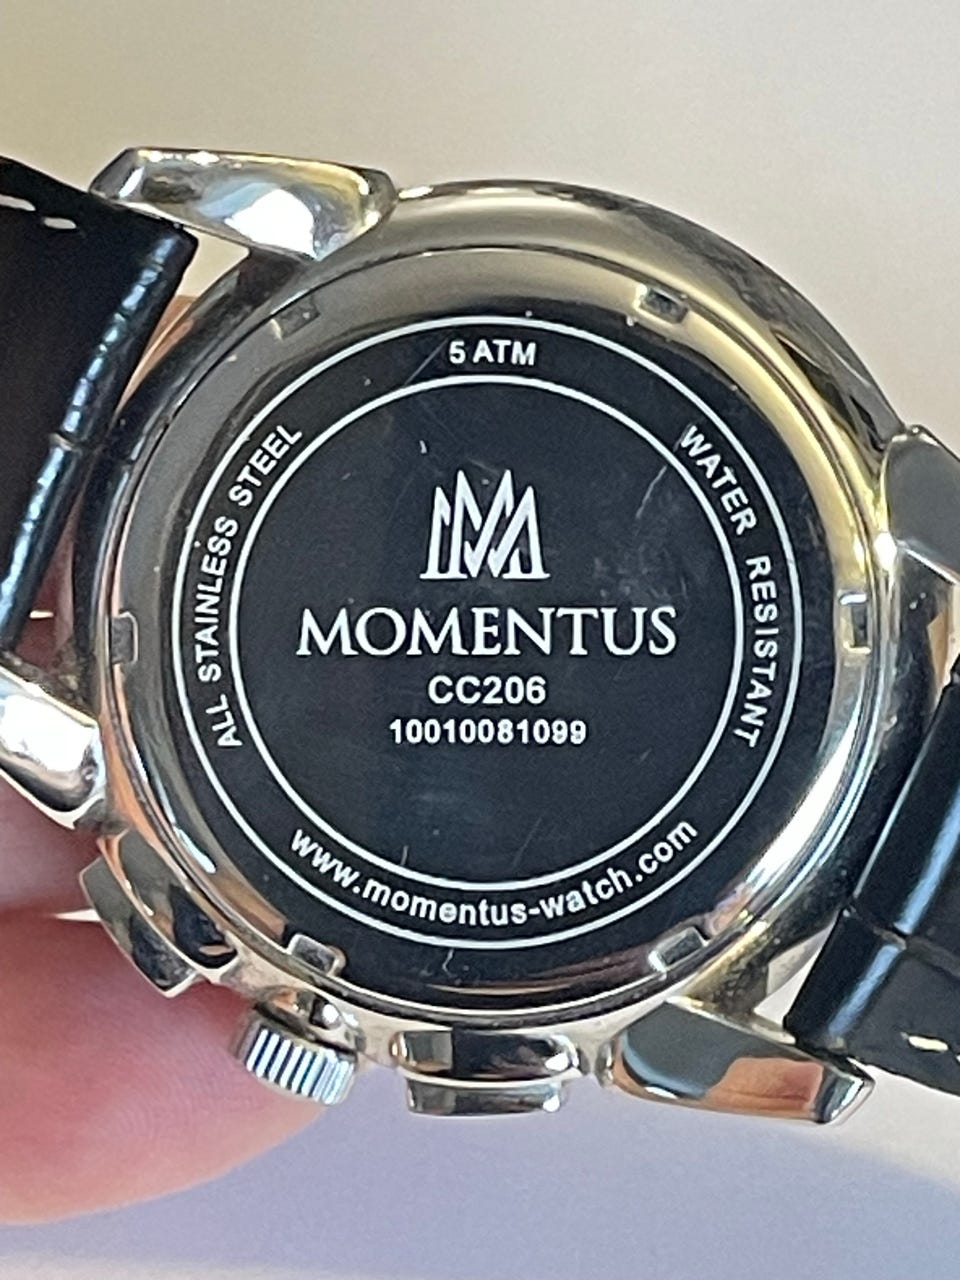 5 ATM
ALL STAINLESS STEEL
WATER RESISTANT
MOMENTUS
CC206
10010081099
www.momentus-watch.com